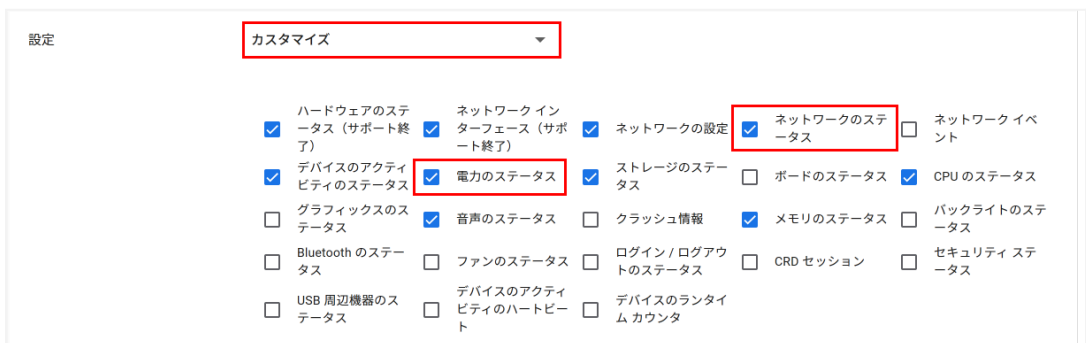 設定
カスタマイズ
ハードウェアのステ
ータス（サポート終
了）
ネットワーク イン
ターフェース（サポ
ート終了）
ネットワークの設定
ネットワークのステ
ータス
ネットワーク イベ
ント
デバイスのアクティ
ビティのステータス
電力のステータス
ストレージのステー
タス
ボードのステータス
CPU のステータス
グラフィックスのス
テータス
音声のステータス
クラッシュ情報
メモリのステータス
バックライトのステ
ータス
Bluetooth のステー
タス
ファンのステータス
ログイン / ログアウ
トのステータス
CRD セッション
セキュリティ ステ
ータス
USB 周辺機器のス
テータス
デバイスのアクティ
ビティのハートビー
ト
デバイスのランタイ
ム カウンタ